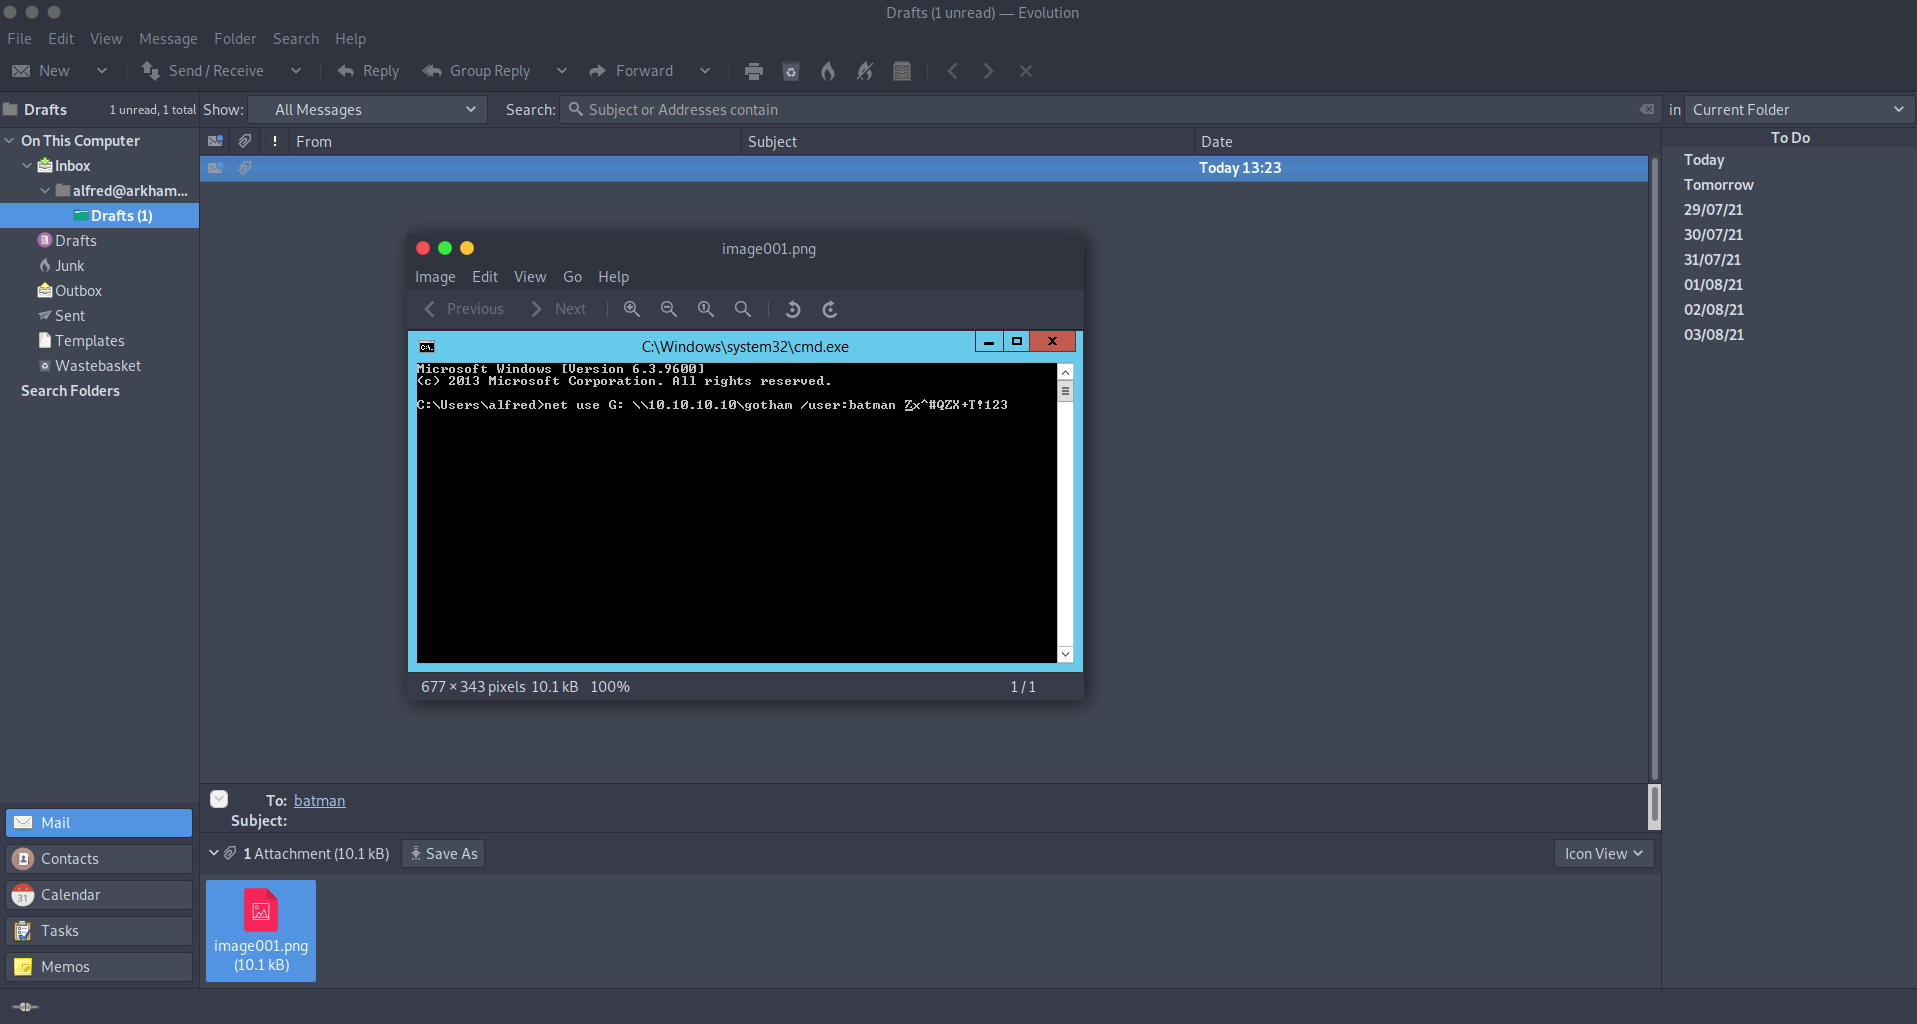 Drafts (1 unread) — Evolution
File Edit View Message Folder Search Help
New Send / Receive Reply Group Reply Forward
Drafts 1 unread, 1 total Show: All Messages Search: Subject or Addresses contain in Current Folder
On This Computer
Inbox
alfred@arkham...
Drafts (1)
Drafts
Junk
Outbox
Sent
Templates
Wastebasket
Search Folders
! From Subject Date
Today 13:23
To Do
Today
Tomorrow
29/07/21
30/07/21
31/07/21
01/08/21
02/08/21
03/08/21
image001.png
Image Edit View Go Help
Previous Next
C:\Windows\system32\cmd.exe
Microsoft Windows [Version 6.3.9600]
(c) 2013 Microsoft Corporation. All rights reserved.
C:\Users\alfred>net use G: \\10.10.10.10\gotham /user:batman Zx^#QZX+T!123
677 × 343 pixels 10.1 kB 100% 1 / 1
To: batman
Subject:
1 Attachment (10.1 kB) Save As Icon View
image001.png
(10.1 kB)
Mail
Contacts
31 Calendar
Tasks
Memos